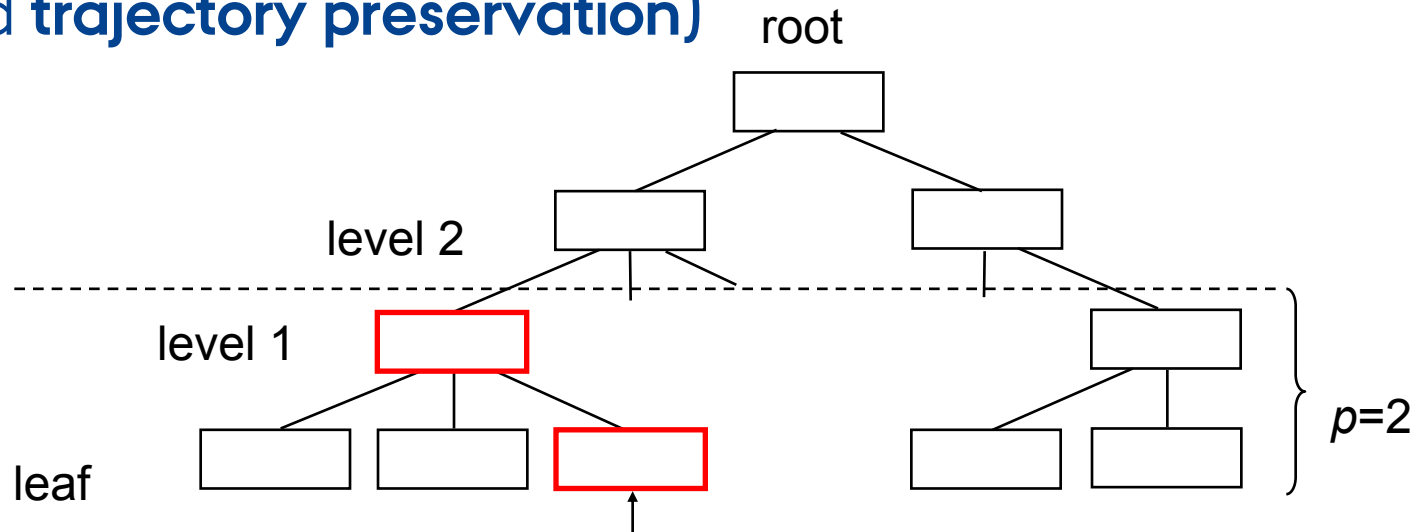 d trajectory preservation)
root
level 2
level 1
p=2
leaf